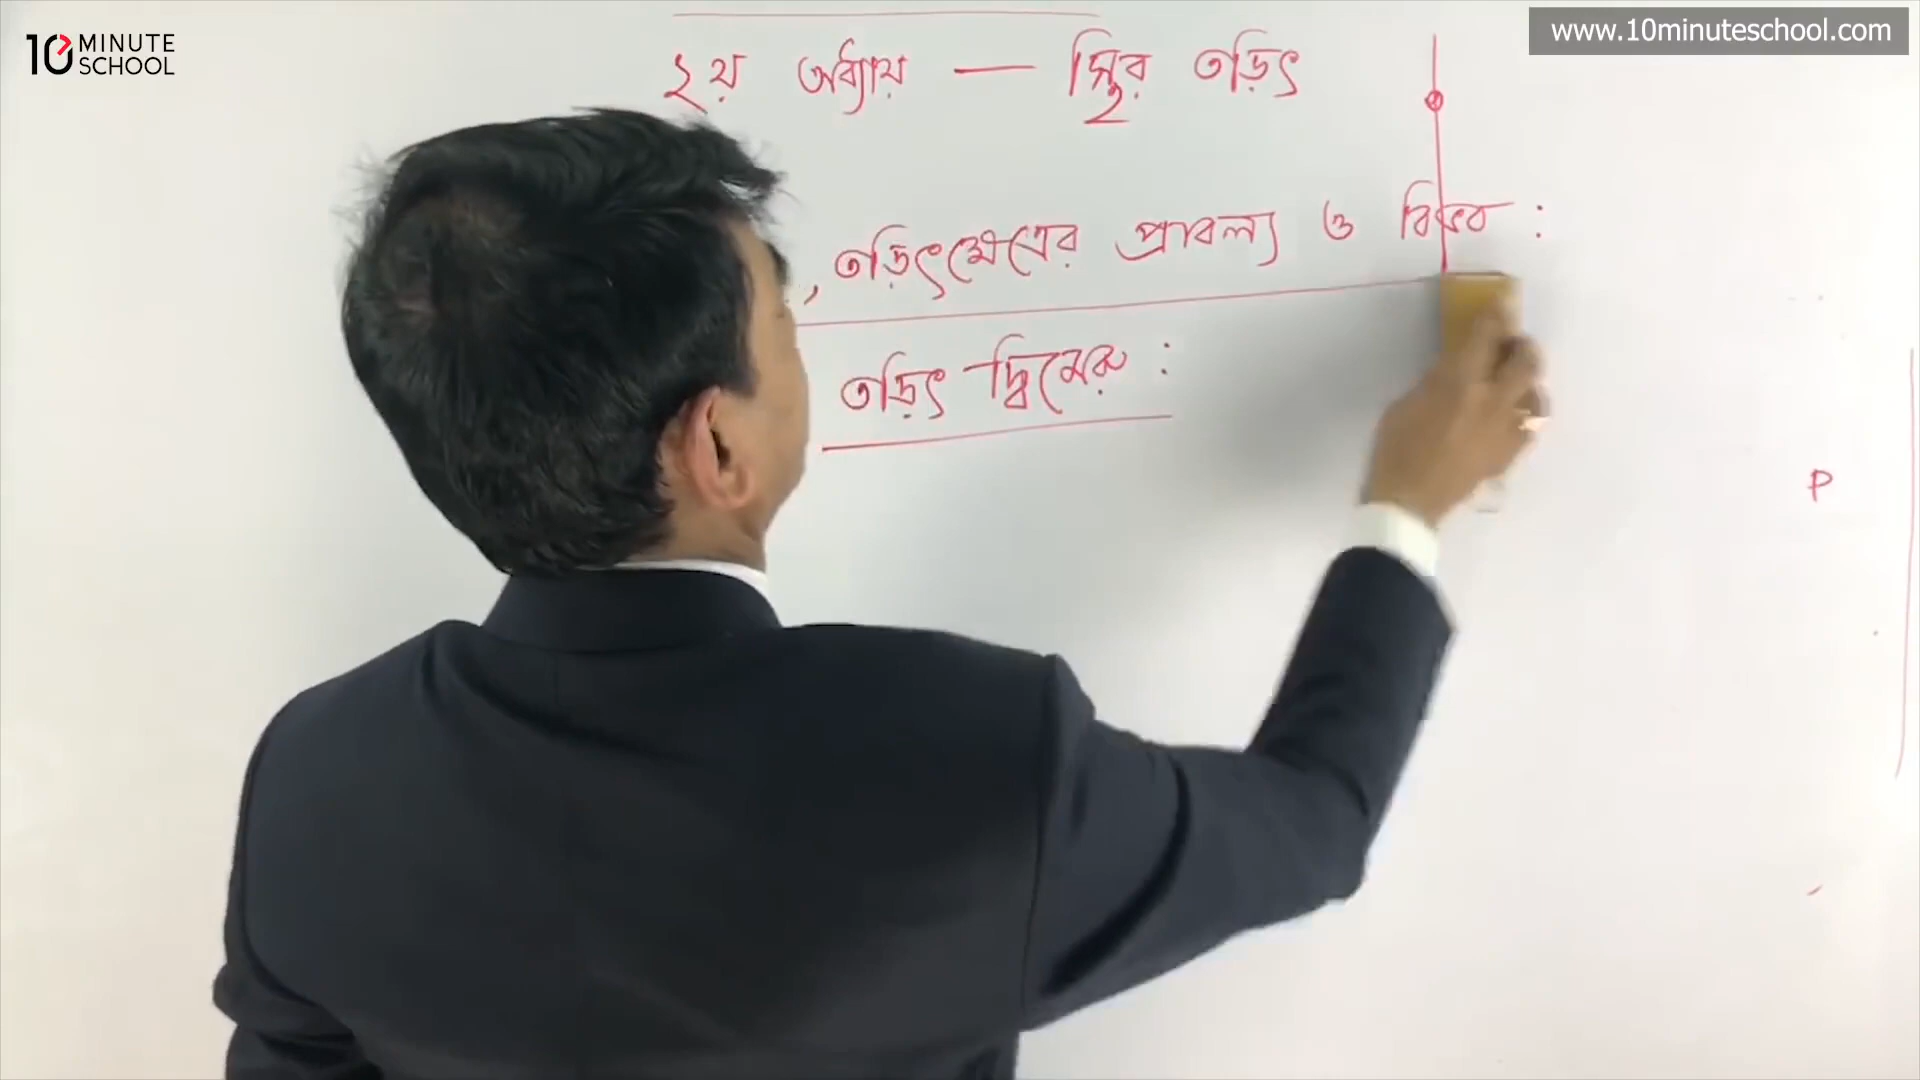 10 MINUTE SCHOOL
www.10minuteschool.com
২য় অধ্যায় — স্থির তড়িৎ
, তড়িৎক্ষেত্রের প্রাবল্য ও বিভব :
তড়িৎ দ্বিমেরু :
P